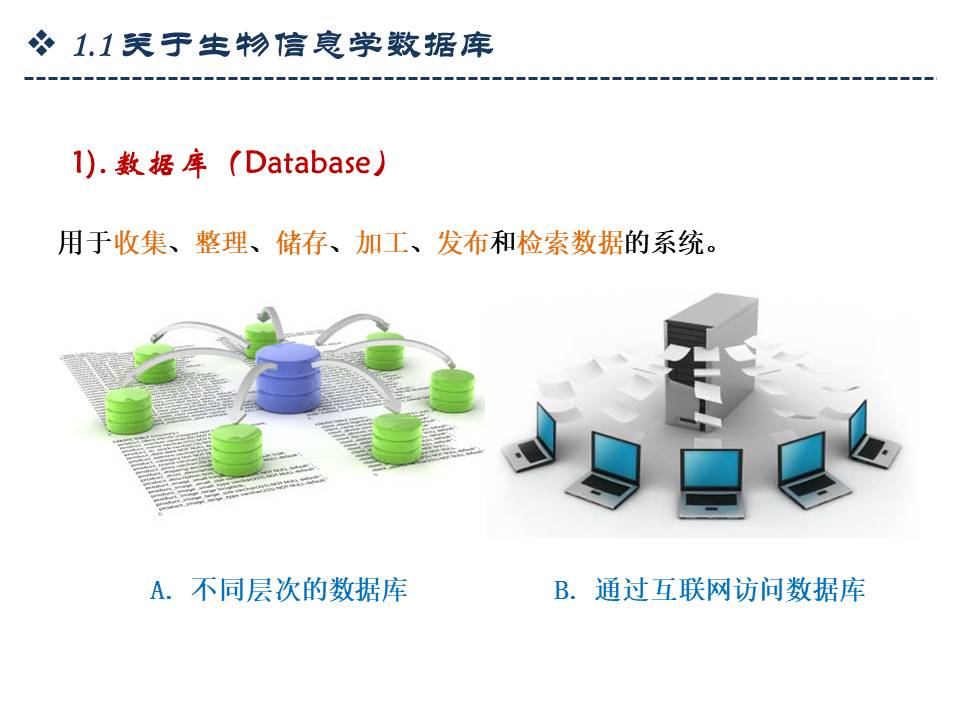 ❖ 1.1关于生物信息学数据库
1). 数据库（Database）
用于收集、整理、储存、加工、发布和检索数据的系统。
A. 不同层次的数据库
B. 通过互联网访问数据库